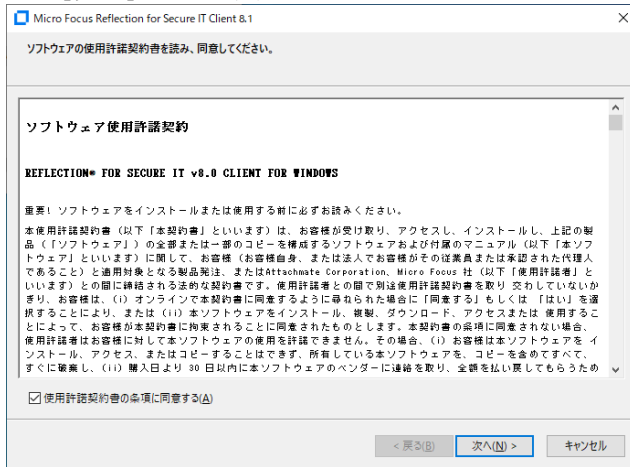 Micro Focus Reflection for Secure IT Client 8.1
ソフトウェアの使用許諾契約書を読み、同意してください。
ソフトウェア使用許諾契約
REFLECTION® FOR SECURE IT v8.0 CLIENT FOR WINDOWS
重要! ソフトウェアをインストールまたは使用する前に必ずお読みください。
本使用許諾契約書（以下「本契約書」といいます）は、お客様が受け取り、アクセスし、インストールし、上記の製
品（「ソフトウェア」）の全部または一部のコピーを構成するソフトウェアおよび付属のマニュアル（以下「本ソフ
トウェア」といいます）に関して、お客様（お客様自身、または法人でお客様がその従業員または承認された代理人
であること）と適用対象となる製品発注、またはAttachmate Corporation、Micro Focus 社（以下「使用許諾者」と
いいます）との間に締結される法的な契約書です。使用許諾者との間で別途使用許諾契約書を取り 交わしていないか
ぎり、お客様は、(i) オンラインで本契約書に同意するように尋ねられた場合に「同意する」もしくは 「はい」を選
択することにより、または (ii) 本ソフトウェアをインストール、複製、ダウンロード、アクセスまたは 使用するこ
とによって、お客様が本契約書に拘束されることに同意されたものとします。本契約書の条項に同意されない場合、
使用許諾者はお客様に対して本ソフトウェアの使用を許諾できません。その場合、(i) お客様は本ソフトウェアを イ
ンストール、アクセス、またはコピーすることはできず、所有している本ソフトウェアを、コピーを含めてすべて、
すぐに破棄し、(ii) 購入日より 30 日以内に本ソフトウェアのベンダーに連絡を取り、全額を払い戻してもらうため
使用許諾契約書の条項に同意する(A)
< 戻る(B) 次へ(N) > キャンセル